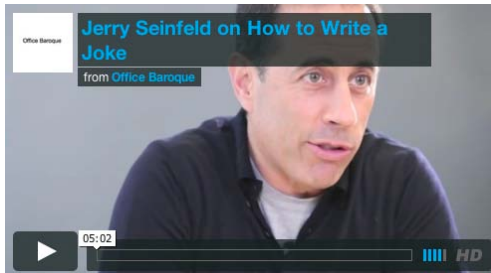 Office Baroque
Jerry Seinfeld on How to Write a
Joke
from Office Baroque
05:02
HD